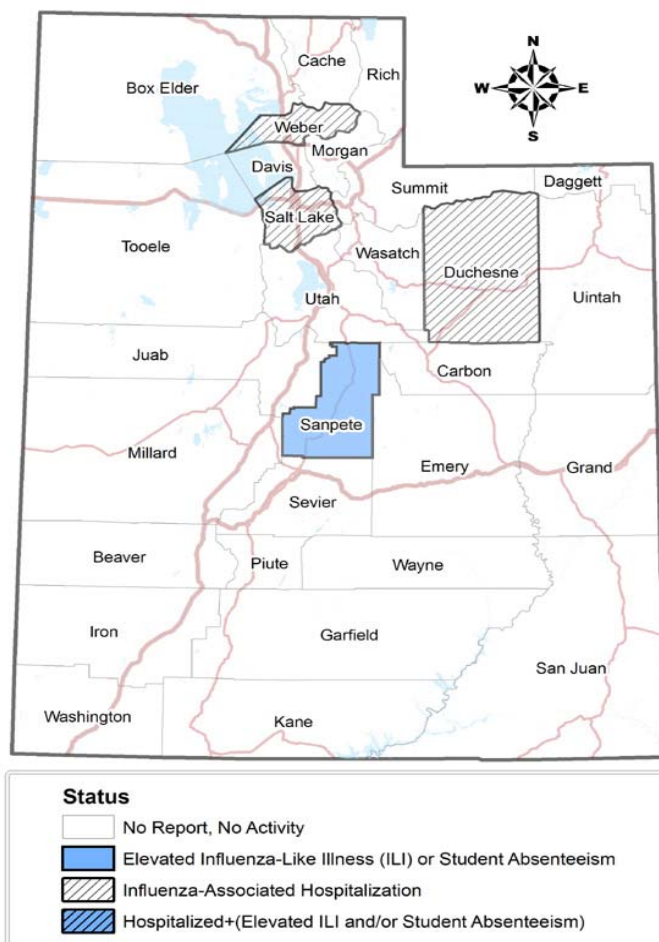 N
W E
S
Cache
Rich
Box Elder
Weber
Morgan
Davis
Summit
Daggett
Salt Lake
Tooele
Wasatch
Duchesne
Uintah
Utah
Juab
Carbon
Sanpete
Millard
Emery
Grand
Sevier
Beaver
Piute
Wayne
Iron
Garfield
San Juan
Washington
Kane
Status
No Report, No Activity
Elevated Influenza-Like Illness (ILI) or Student Absenteeism
Influenza-Associated Hospitalization
Hospitalized+(Elevated ILI and/or Student Absenteeism)